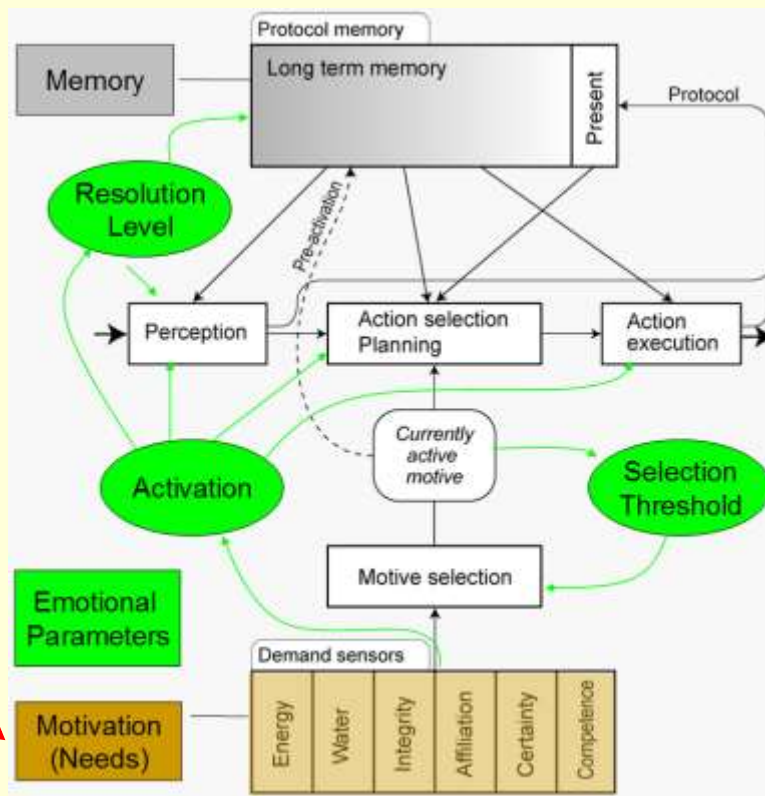 Protocol memory
Memory
Long term memory
Present
Protocol
Resolution
Level
Pre-activation
Perception
Action selection
Planning
Action
execution
Currently
active
motive
Activation
Selection
Threshold
Motive selection
Emotional
Parameters
Demand sensors
Motivation
(Needs)
Energy
Water
Integrity
Affiliation
Certainty
Competence